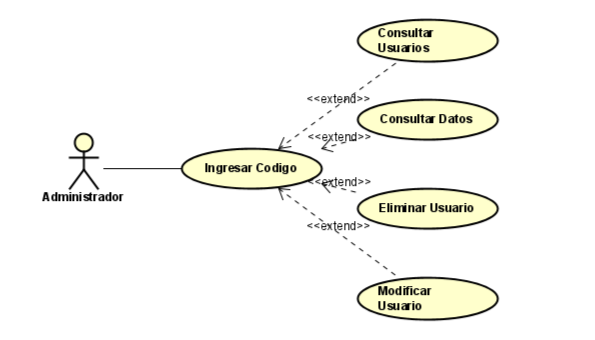 Consultar
Usuarios
<<extend>>
Consultar Datos
<<extend>>
Ingresar Codigo
Administrador
<<extend>>
Eliminar Usuario
<<extend>>
Modificar
Usuario